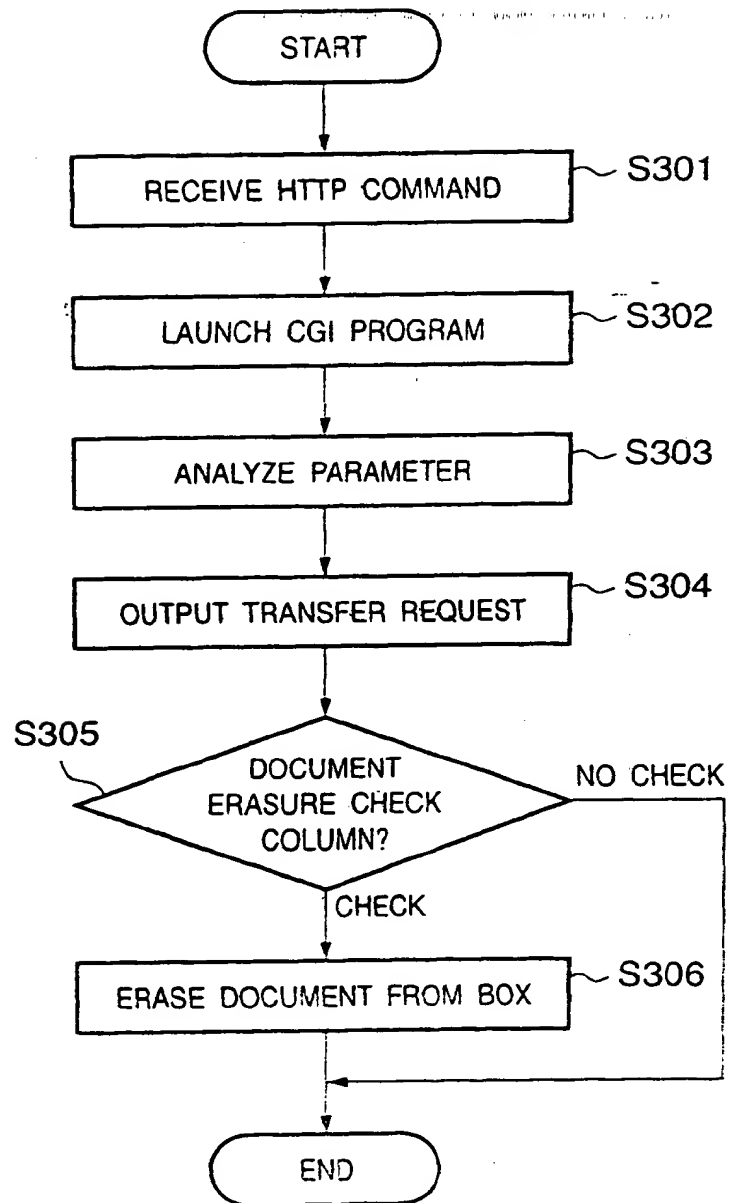 START
RECEIVE HTTP COMMAND
S301
LAUNCH CGI PROGRAM
S302
ANALYZE PARAMETER
S303
OUTPUT TRANSFER REQUEST
S304
S305
DOCUMENT
ERASURE CHECK
COLUMN?
NO CHECK
CHECK
ERASE DOCUMENT FROM BOX
S306
END